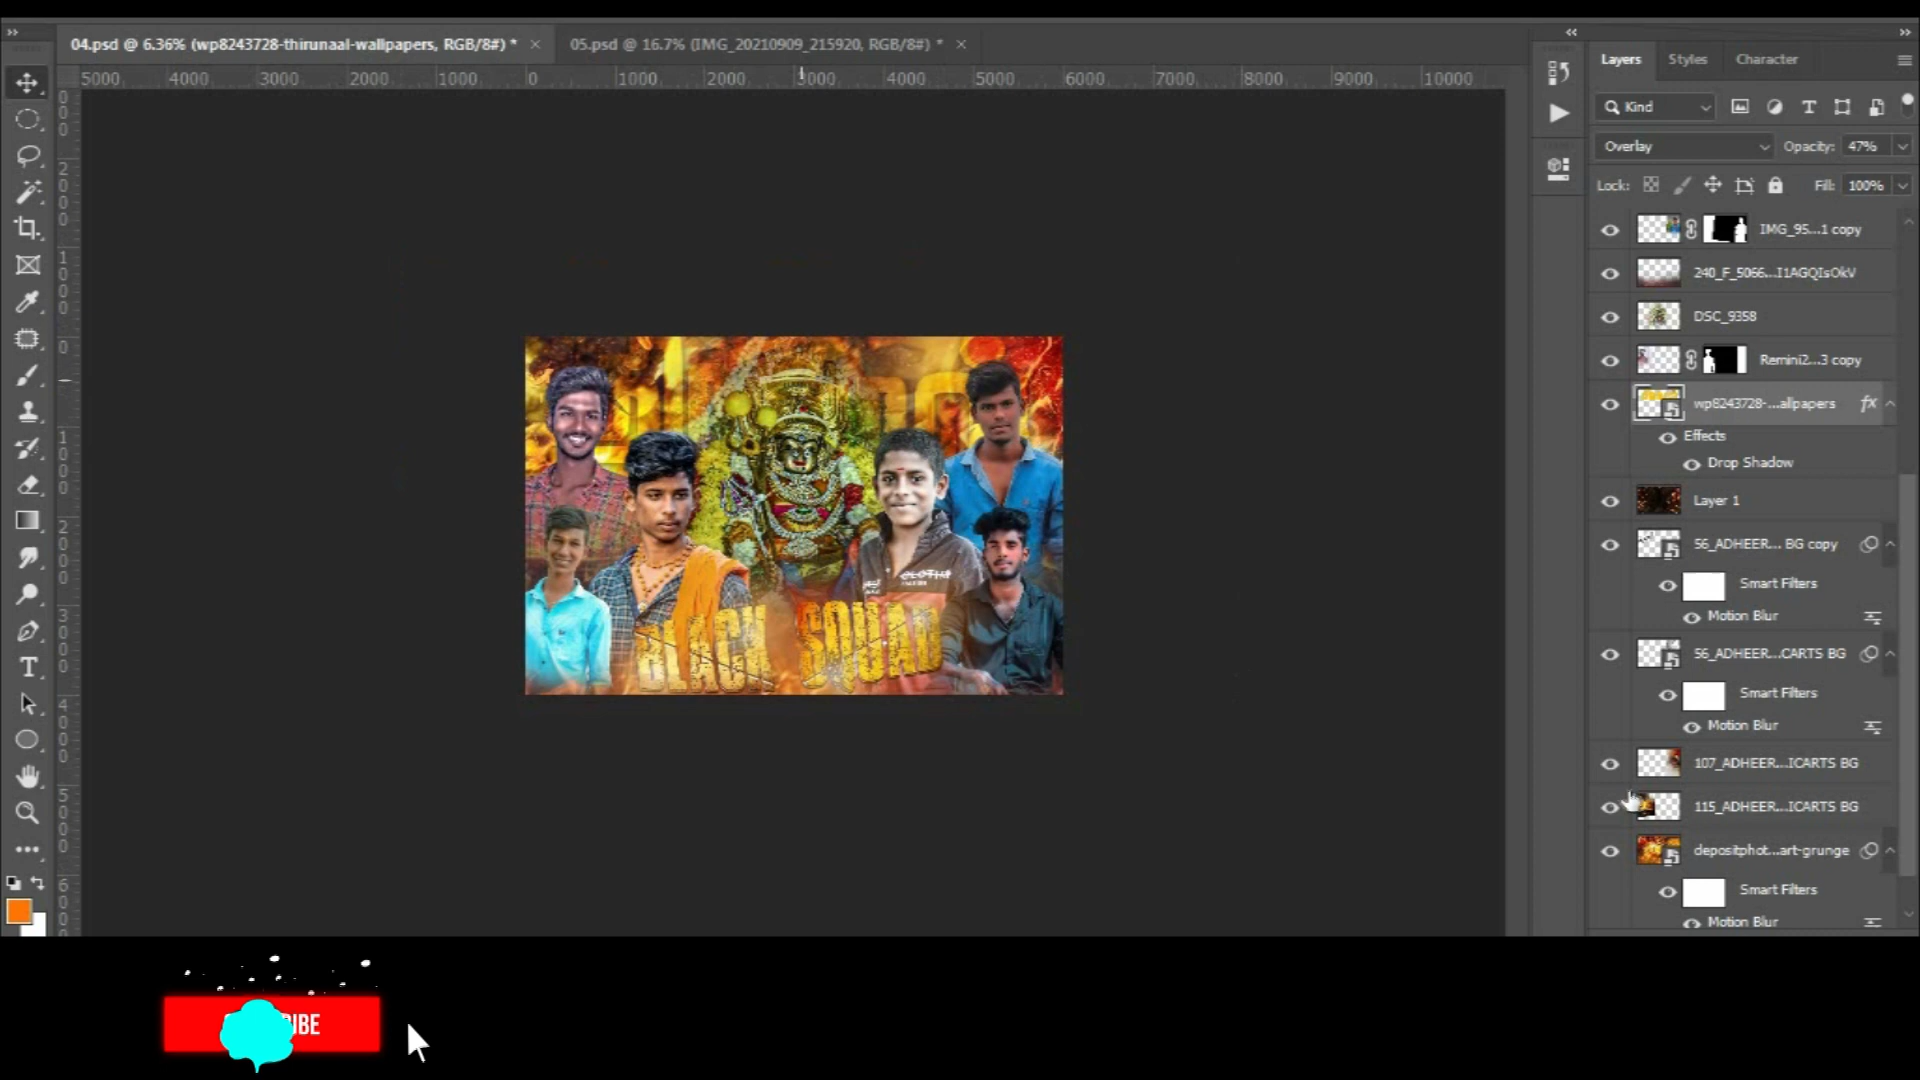 04.psd @ 6.36% (wp8243728-thirunaal-wallpapers, RGB/8#) *
05.psd @ 16.7% (IMG_20210909_215920, RGB/8#) *
5000 4000 3000 2000 1000 0 1000 2000 3000 4000 5000 6000 7000 8000 9000 10000
Layers Styles Character
Kind
Overlay Opacity: 47%
Lock: Fill: 100%
IMG_95...1 copy
240_F_5066...I1AGQIsOkV
DSC_9358
Remini2...3 copy
wp8243728-...allpapers fx
Effects
Drop Shadow
Layer 1
56_ADHEER... BG copy
Smart Filters
Motion Blur
56_ADHEER...CARTS BG
Smart Filters
Motion Blur
107_ADHEER...ICARTS BG
115_ADHEER...ICARTS BG
depositphot...art-grunge
Smart Filters
Motion Blur
BLACK SQUAD